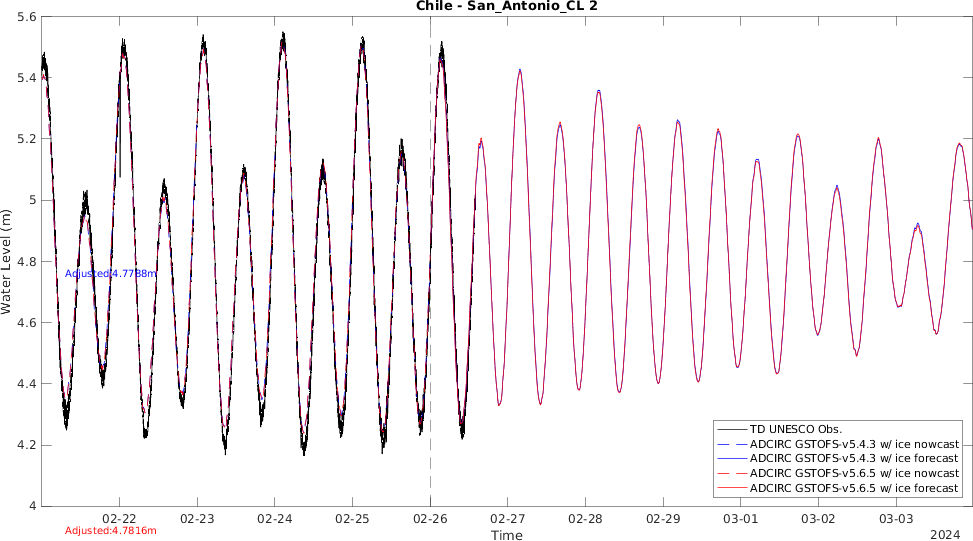 Chile - San_Antonio_CL 2
5.6
5.4
5.2
5
4.8
4.6
4.4
4.2
4
Water Level (m)
Adjusted:4.7788m
TD UNESCO Obs.
ADCIRC GSTOFS-v5.4.3 w/ ice nowcast
ADCIRC GSTOFS-v5.4.3 w/ ice forecast
ADCIRC GSTOFS-v5.6.5 w/ ice nowcast
ADCIRC GSTOFS-v5.6.5 w/ ice forecast
02-22 02-23 02-24 02-25 02-26 02-27 02-28 02-29 03-01 03-02 03-03
Adjusted:4.7816m
Time
2024